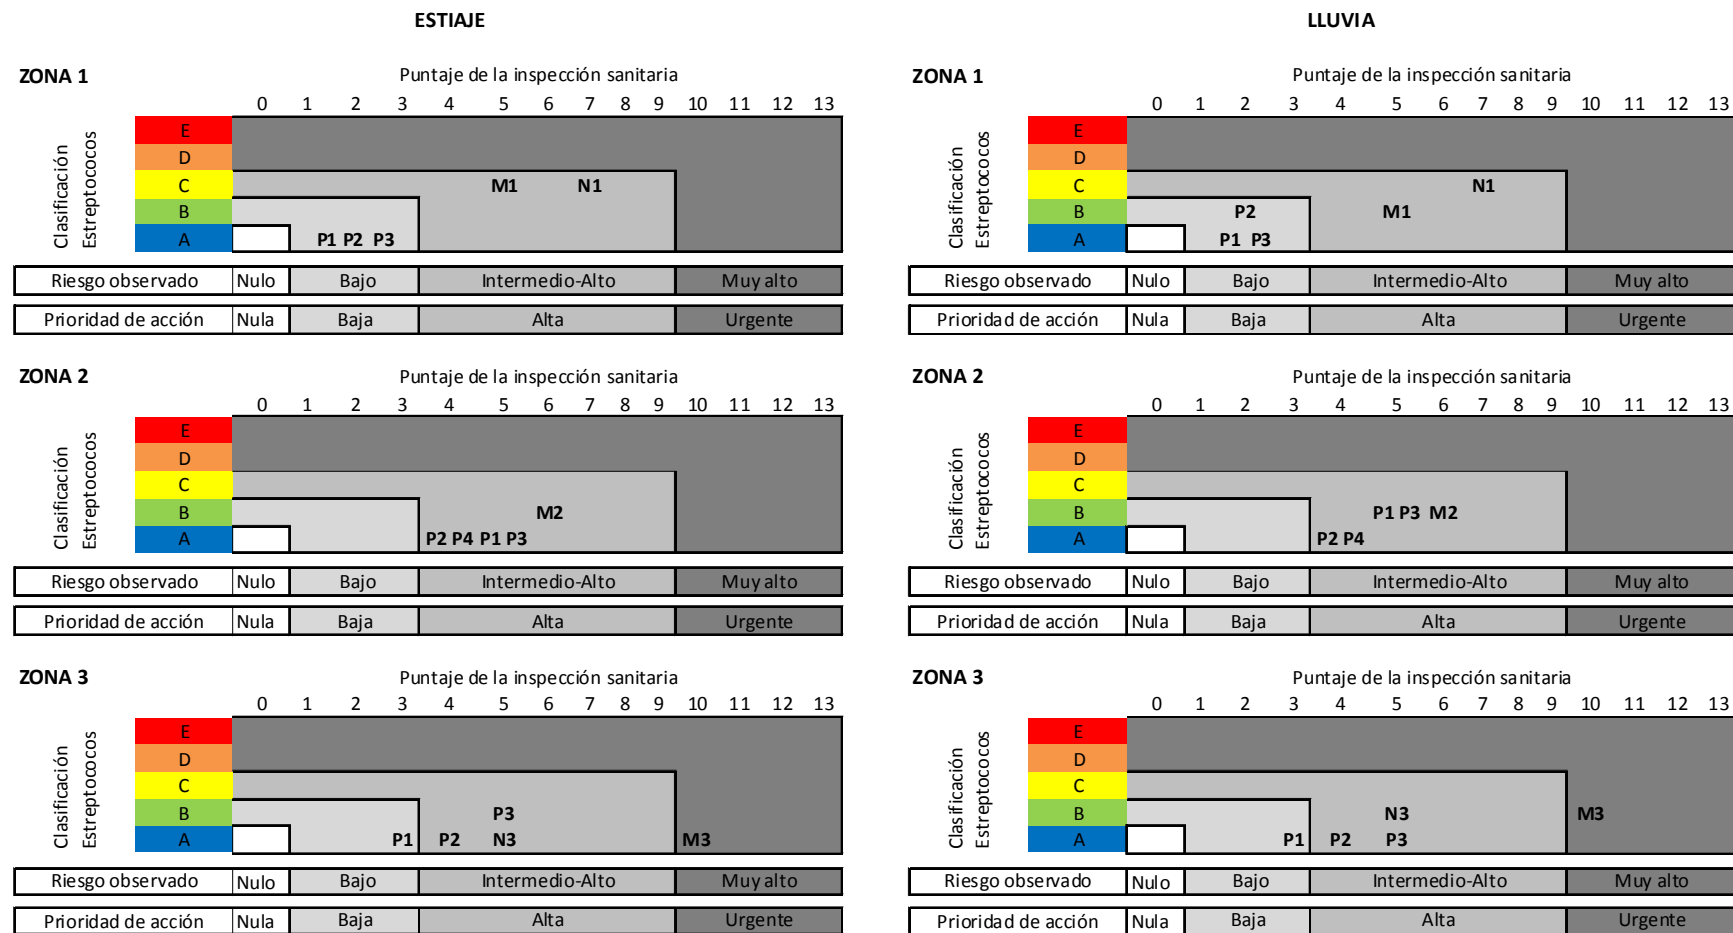 ESTIAJE
ZONA 1
Puntaje de la inspección sanitaria
0 1 2 3 4 5 6 7 8 9 10 11 12 13
Clasificación
Estreptococos
E
D
C M1 N1
B
A P1 P2 P3
Riesgo observado Nulo Bajo Intermedio-Alto Muy alto
Prioridad de acción Nula Baja Alta Urgente
ZONA 2
Puntaje de la inspección sanitaria
0 1 2 3 4 5 6 7 8 9 10 11 12 13
Clasificación
Estreptococos
E
D
C
B M2
A P2 P4 P1 P3
Riesgo observado Nulo Bajo Intermedio-Alto Muy alto
Prioridad de acción Nula Baja Alta Urgente
ZONA 3
Puntaje de la inspección sanitaria
0 1 2 3 4 5 6 7 8 9 10 11 12 13
Clasificación
Estreptococos
E
D
C
B P3
A P1 P2 N3 M3
Riesgo observado Nulo Bajo Intermedio-Alto Muy alto
Prioridad de acción Nula Baja Alta Urgente
LLUVIA
ZONA 1
Puntaje de la inspección sanitaria
0 1 2 3 4 5 6 7 8 9 10 11 12 13
Clasificación
Estreptococos
E
D
C N1
B P2 M1
A P1 P3
Riesgo observado Nulo Bajo Intermedio-Alto Muy alto
Prioridad de acción Nula Baja Alta Urgente
ZONA 2
Puntaje de la inspección sanitaria
0 1 2 3 4 5 6 7 8 9 10 11 12 13
Clasificación
Estreptococos
E
D
C
B P1 P3 M2
A P2 P4
Riesgo observado Nulo Bajo Intermedio-Alto Muy alto
Prioridad de acción Nula Baja Alta Urgente
ZONA 3
Puntaje de la inspección sanitaria
0 1 2 3 4 5 6 7 8 9 10 11 12 13
Clasificación
Estreptococos
E
D
C
B N3 M3
A P1 P2 P3
Riesgo observado Nulo Bajo Intermedio-Alto Muy alto
Prioridad de acción Nula Baja Alta Urgente